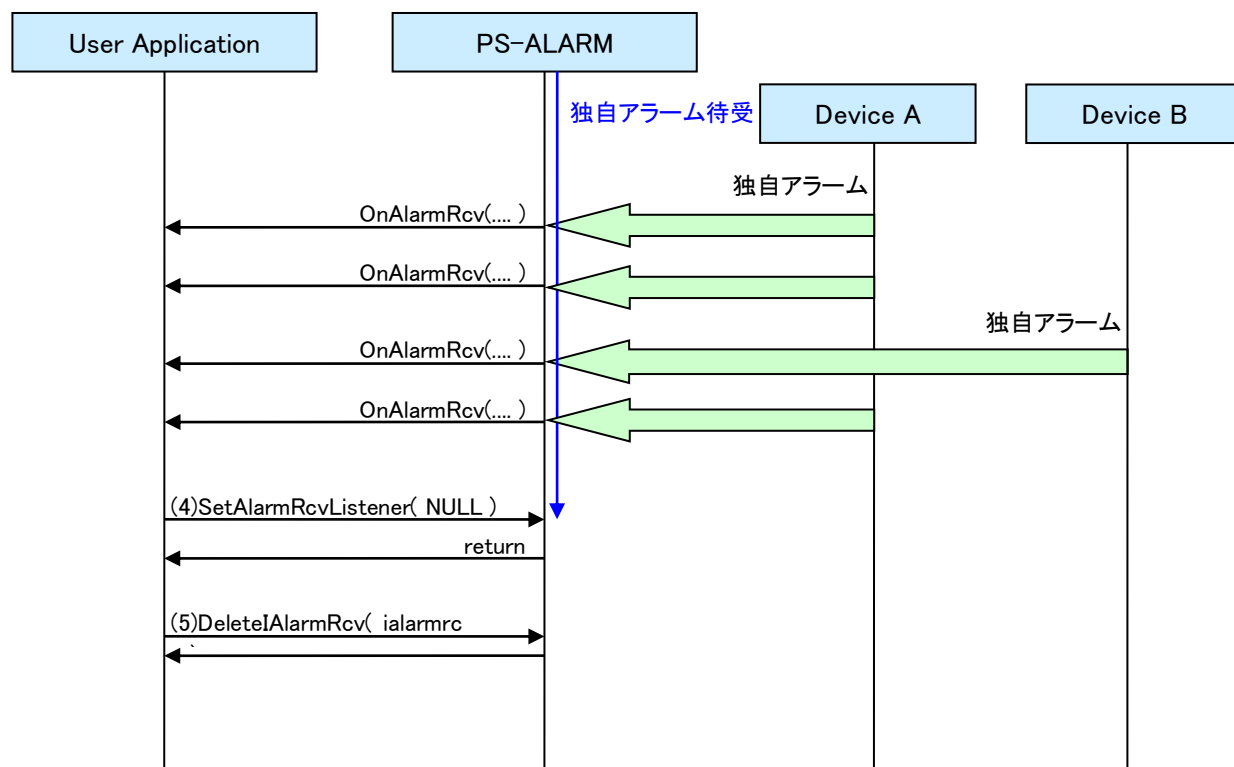 User Application
PS-ALARM
独自アラーム待受
Device A
Device B
独自アラーム
OnAlarmRcv(.... )
OnAlarmRcv(.... )
独自アラーム
OnAlarmRcv(.... )
OnAlarmRcv(.... )
(4)SetAlarmRcvListener( NULL )
return
(5)DeleteIAlarmRcv( ialarmrc